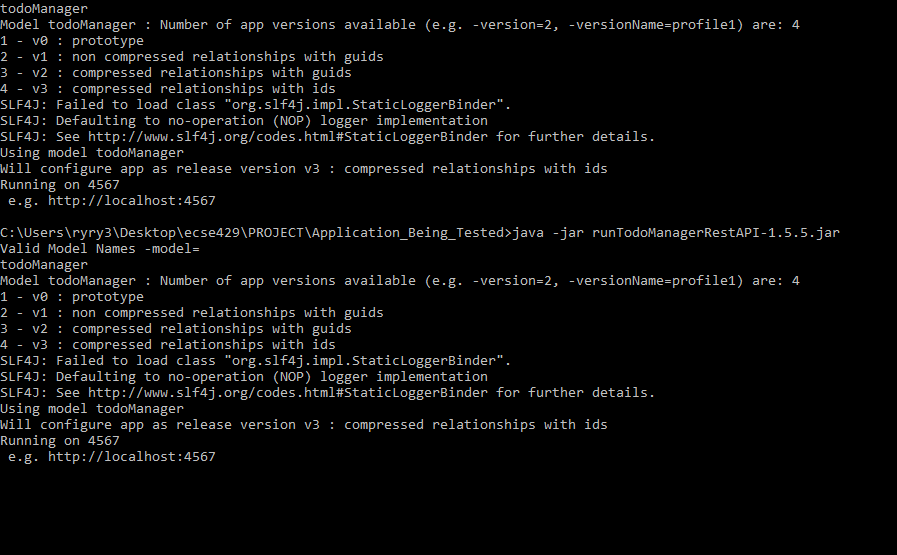 todoManager
Model todoManager : Number of app versions available (e.g. -version=2, -versionName=profile1) are: 4
1 - v0 : prototype
2 - v1 : non compressed relationships with guids
3 - v2 : compressed relationships with guids
4 - v3 : compressed relationships with ids
SLF4J: Failed to load class "org.slf4j.impl.StaticLoggerBinder".
SLF4J: Defaulting to no-operation (NOP) logger implementation
SLF4J: See http://www.slf4j.org/codes.html#StaticLoggerBinder for further details.
Using model todoManager
Will configure app as release version v3 : compressed relationships with ids
Running on 4567
 e.g. http://localhost:4567

C:\Users\ryry3\Desktop\ecse429\PROJECT\Application_Being_Tested>java -jar runTodoManagerRestAPI-1.5.5.jar
Valid Model Names -model=
todoManager
Model todoManager : Number of app versions available (e.g. -version=2, -versionName=profile1) are: 4
1 - v0 : prototype
2 - v1 : non compressed relationships with guids
3 - v2 : compressed relationships with guids
4 - v3 : compressed relationships with ids
SLF4J: Failed to load class "org.slf4j.impl.StaticLoggerBinder".
SLF4J: Defaulting to no-operation (NOP) logger implementation
SLF4J: See http://www.slf4j.org/codes.html#StaticLoggerBinder for further details.
Using model todoManager
Will configure app as release version v3 : compressed relationships with ids
Running on 4567
 e.g. http://localhost:4567